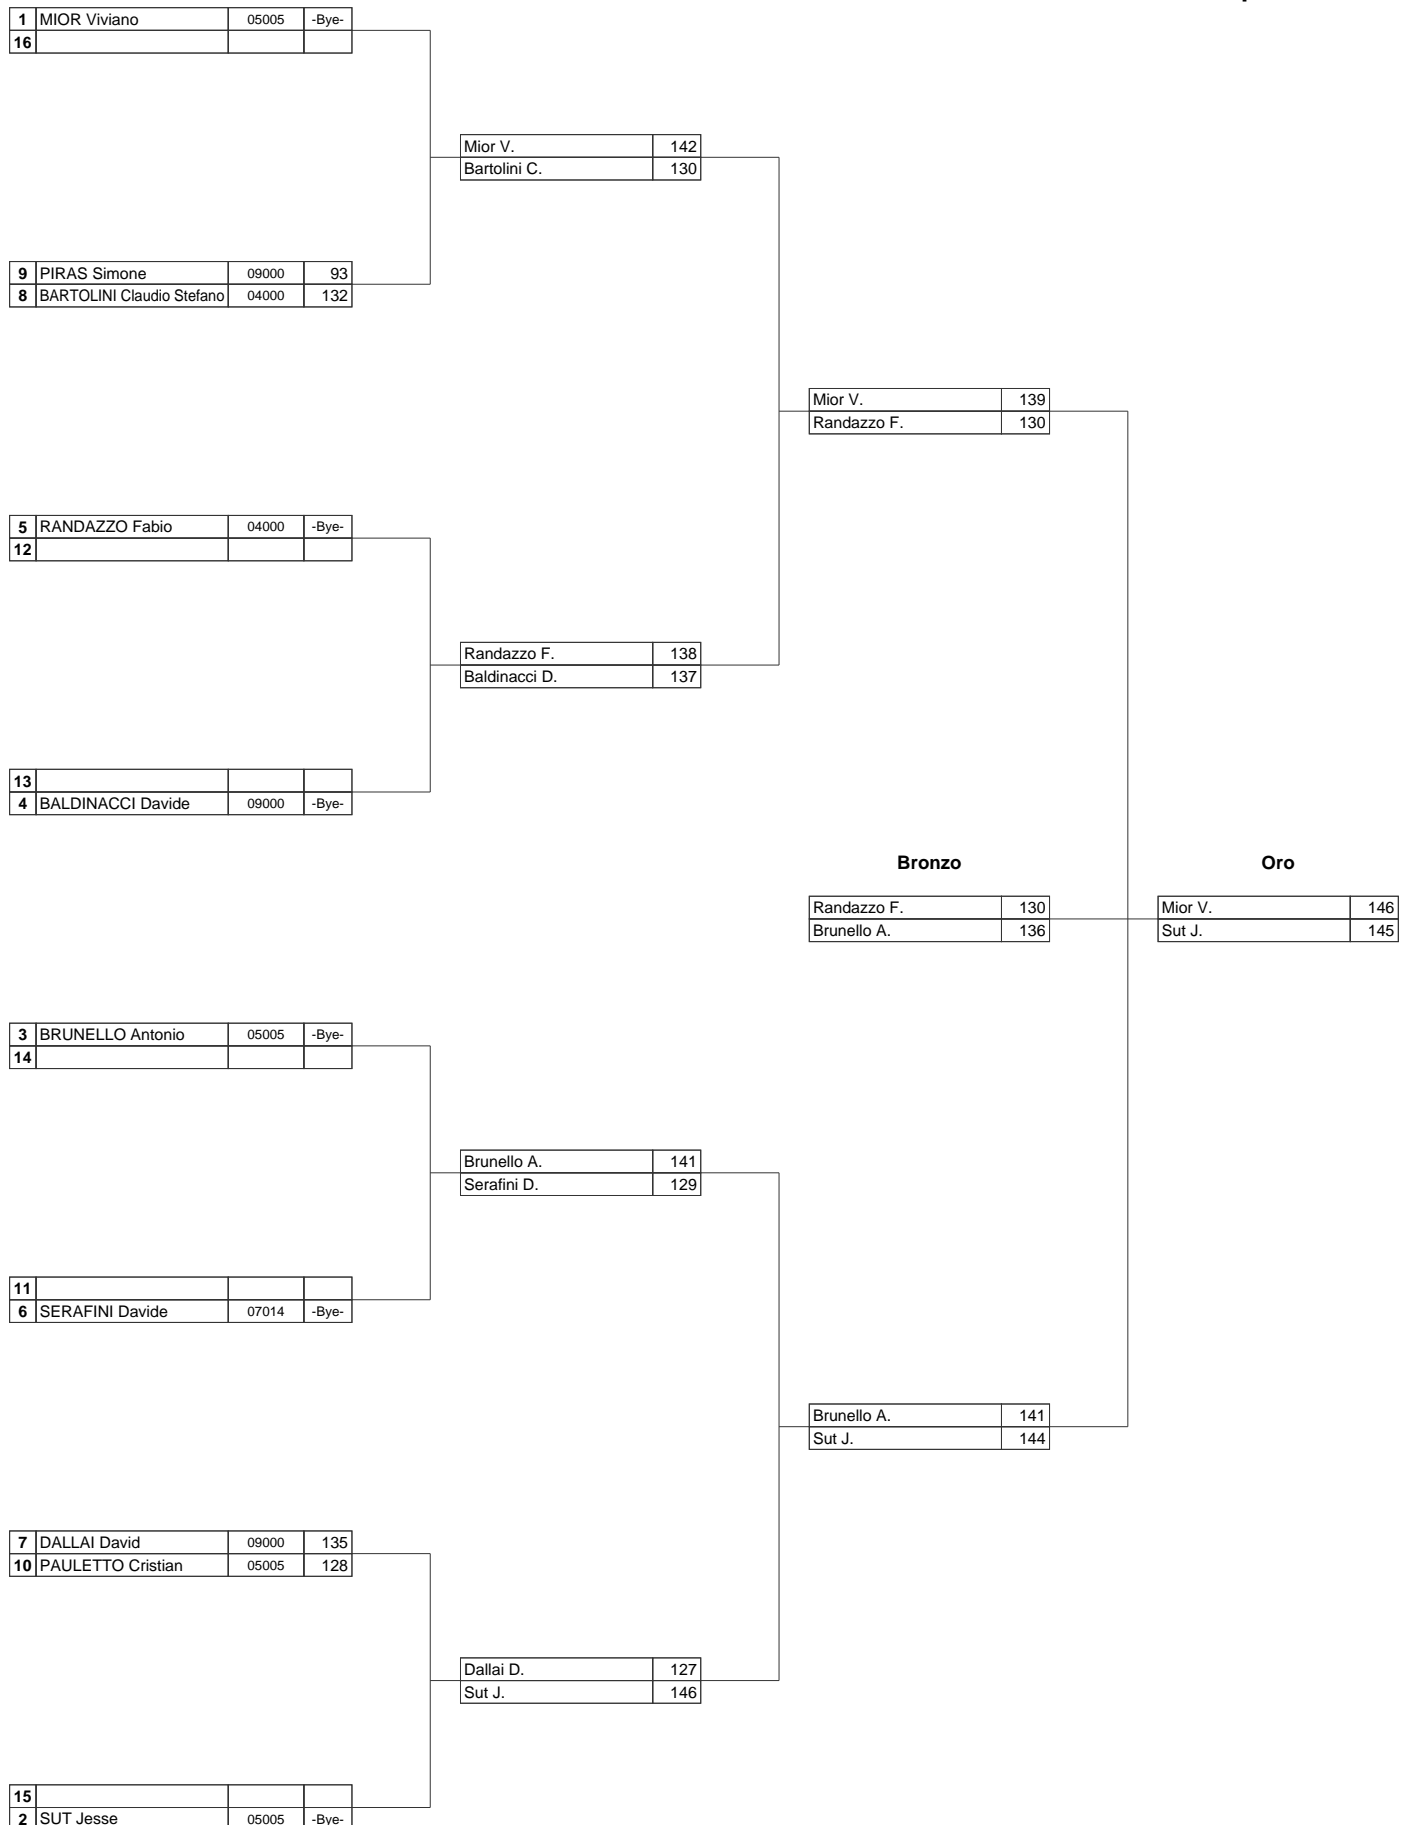 1 MIOR Viviano 05005 -Bye-
16
Mior V. 142
Bartolini C. 130
9 PIRAS Simone 09000 93
8 BARTOLINI Claudio Stefano 04000 132
Mior V. 139
Randazzo F. 130
5 RANDAZZO Fabio 04000 -Bye-
12
Randazzo F. 138
Baldinacci D. 137
13
4 BALDINACCI Davide 09000 -Bye-
Bronzo Oro
Randazzo F. 130 Mior V. 146
Brunello A. 136 Sut J. 145
3 BRUNELLO Antonio 05005 -Bye-
14
Brunello A. 141
Serafini D. 129
11
6 SERAFINI Davide 07014 -Bye-
Brunello A. 141
Sut J. 144
7 DALLAI David 09000 135
10 PAULETTO Cristian 05005 128
Dallai D. 127
Sut J. 146
15
2 SUT Jesse 05005 -Bye-